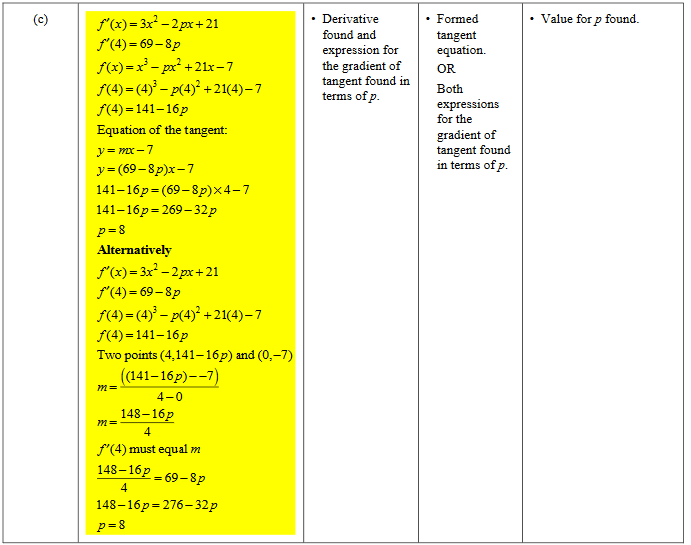 (c)
f′(x) = 3x² − 2px + 21
f′(4) = 69 − 8p
f(x) = x³ − px² + 21x − 7
f(4) = (4)³ − p(4)² + 21(4) − 7
f(4) = 141 − 16p
Equation of the tangent:
y = mx − 7
y = (69 − 8p)x − 7
141 − 16p = (69 − 8p) × 4 − 7
141 − 16p = 269 − 32p
p = 8
Alternatively
f′(x) = 3x² − 2px + 21
f′(4) = 69 − 8p
f(4) = (4)³ − p(4)² + 21(4) − 7
f(4) = 141 − 16p
Two points (4, 141 − 16p) and (0, −7)
m = ((141 − 16p) − −7) / 4 − 0
m = 148 − 16p / 4
f′(4) must equal m
148 − 16p / 4 = 69 − 8p
148 − 16p = 276 − 32p
p = 8
• Derivative
found and
expression for
the gradient of
tangent found in
terms of p.
• Formed
tangent
equation.
OR
Both
expressions
for the
gradient of
tangent found
in terms of p.
• Value for p found.